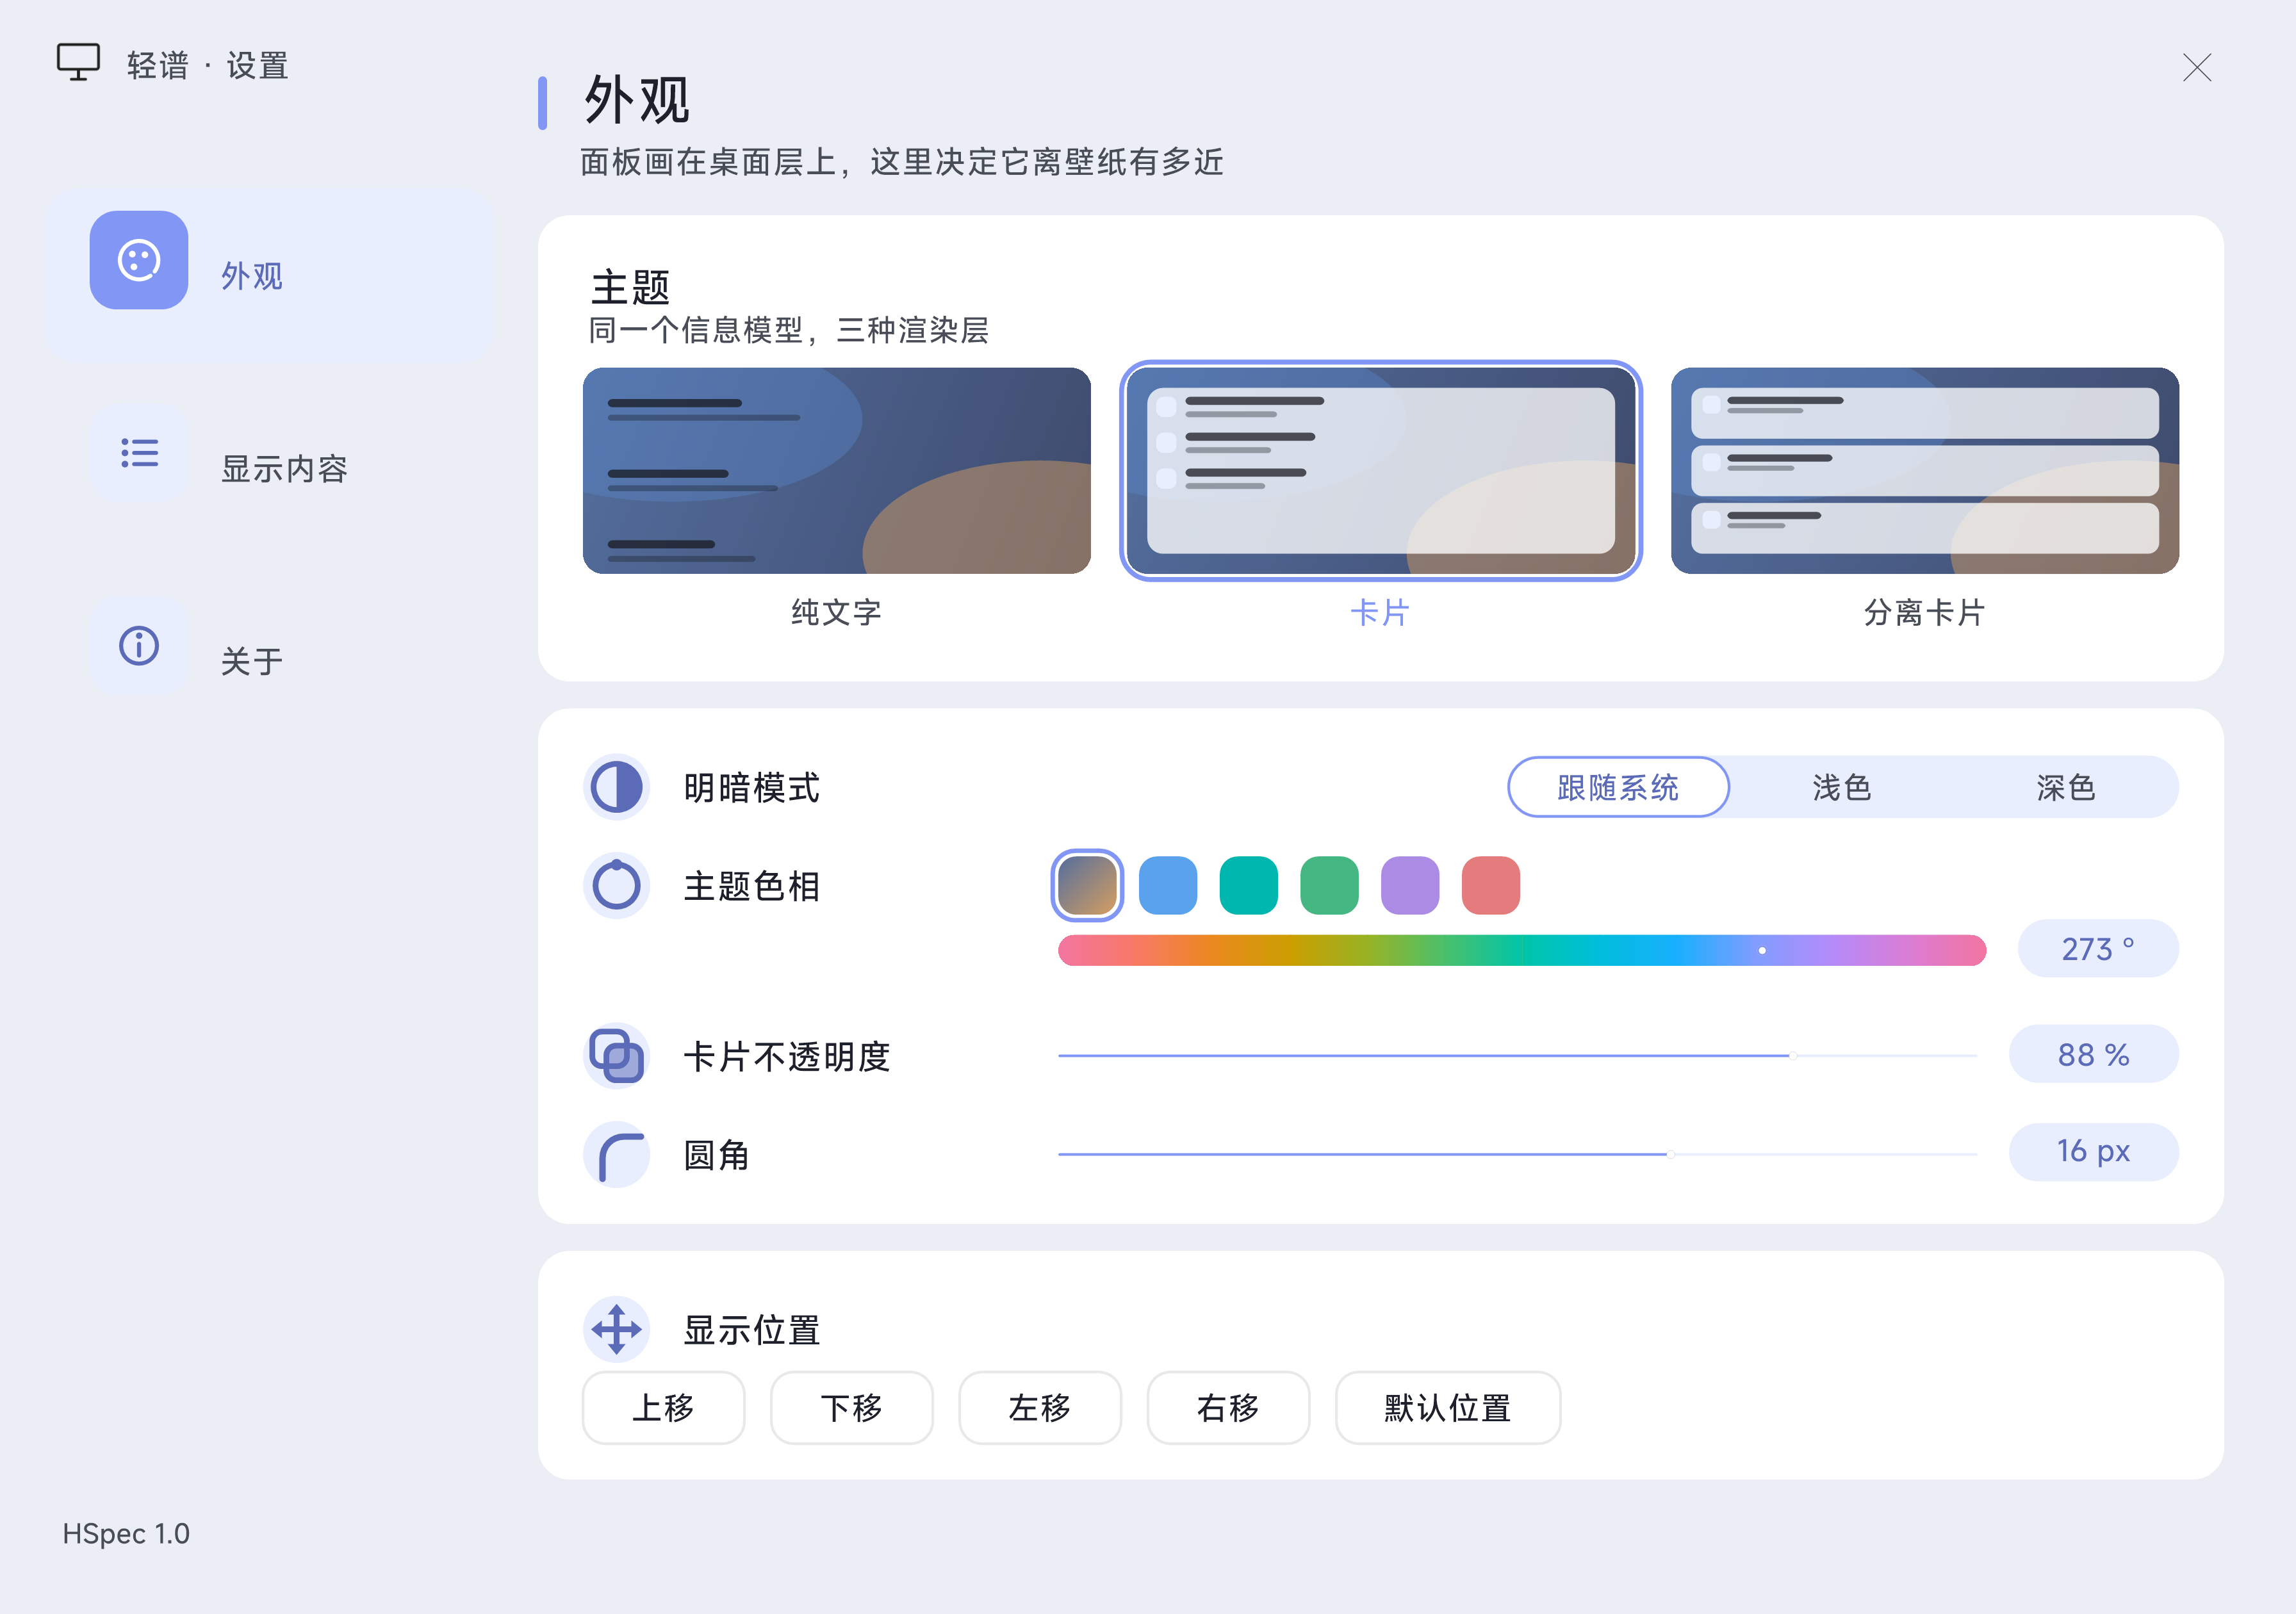 轻谱 · 设置
外观
显示内容
关于
HSpec 1.0
外观
面板画在桌面层上，这里决定它离壁纸有多近
主题
同一个信息模型，三种渲染层
纯文字
卡片
分离卡片
明暗模式
跟随系统
浅色
深色
主题色相
273 °
卡片不透明度
88 %
圆角
16 px
显示位置
上移
下移
左移
右移
默认位置